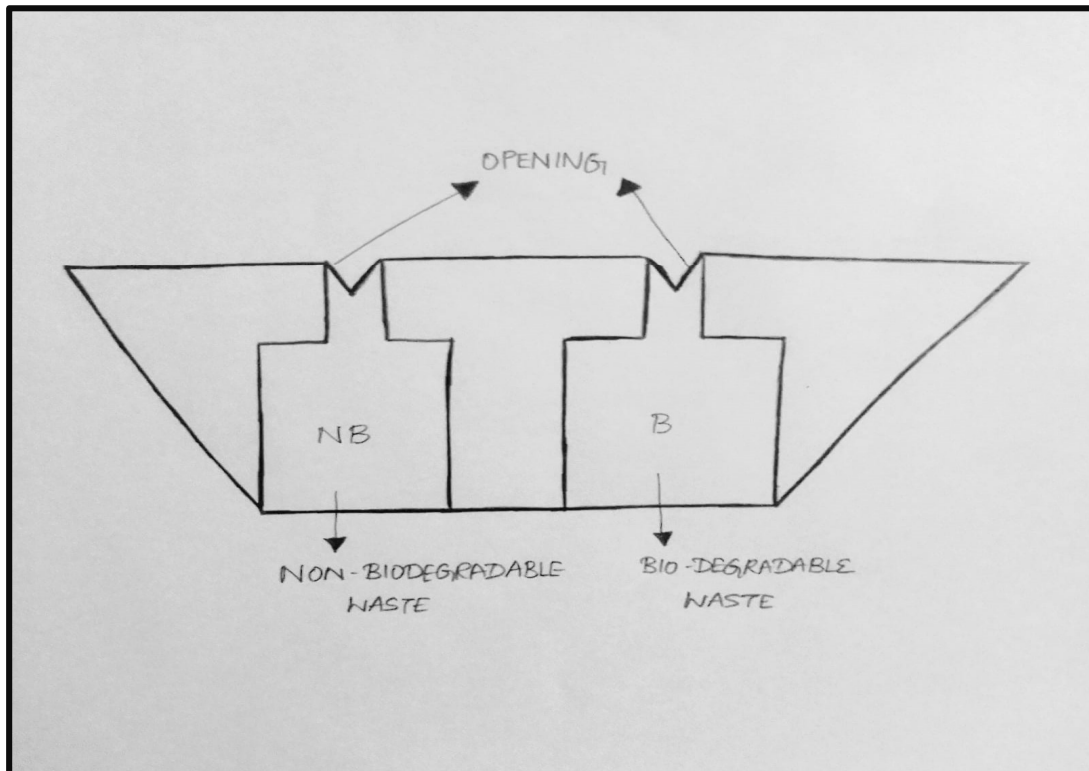 OPENING
NB
B
NON-BIODEGRADABLE
WASTE
BIO-DEGRADABLE
WASTE